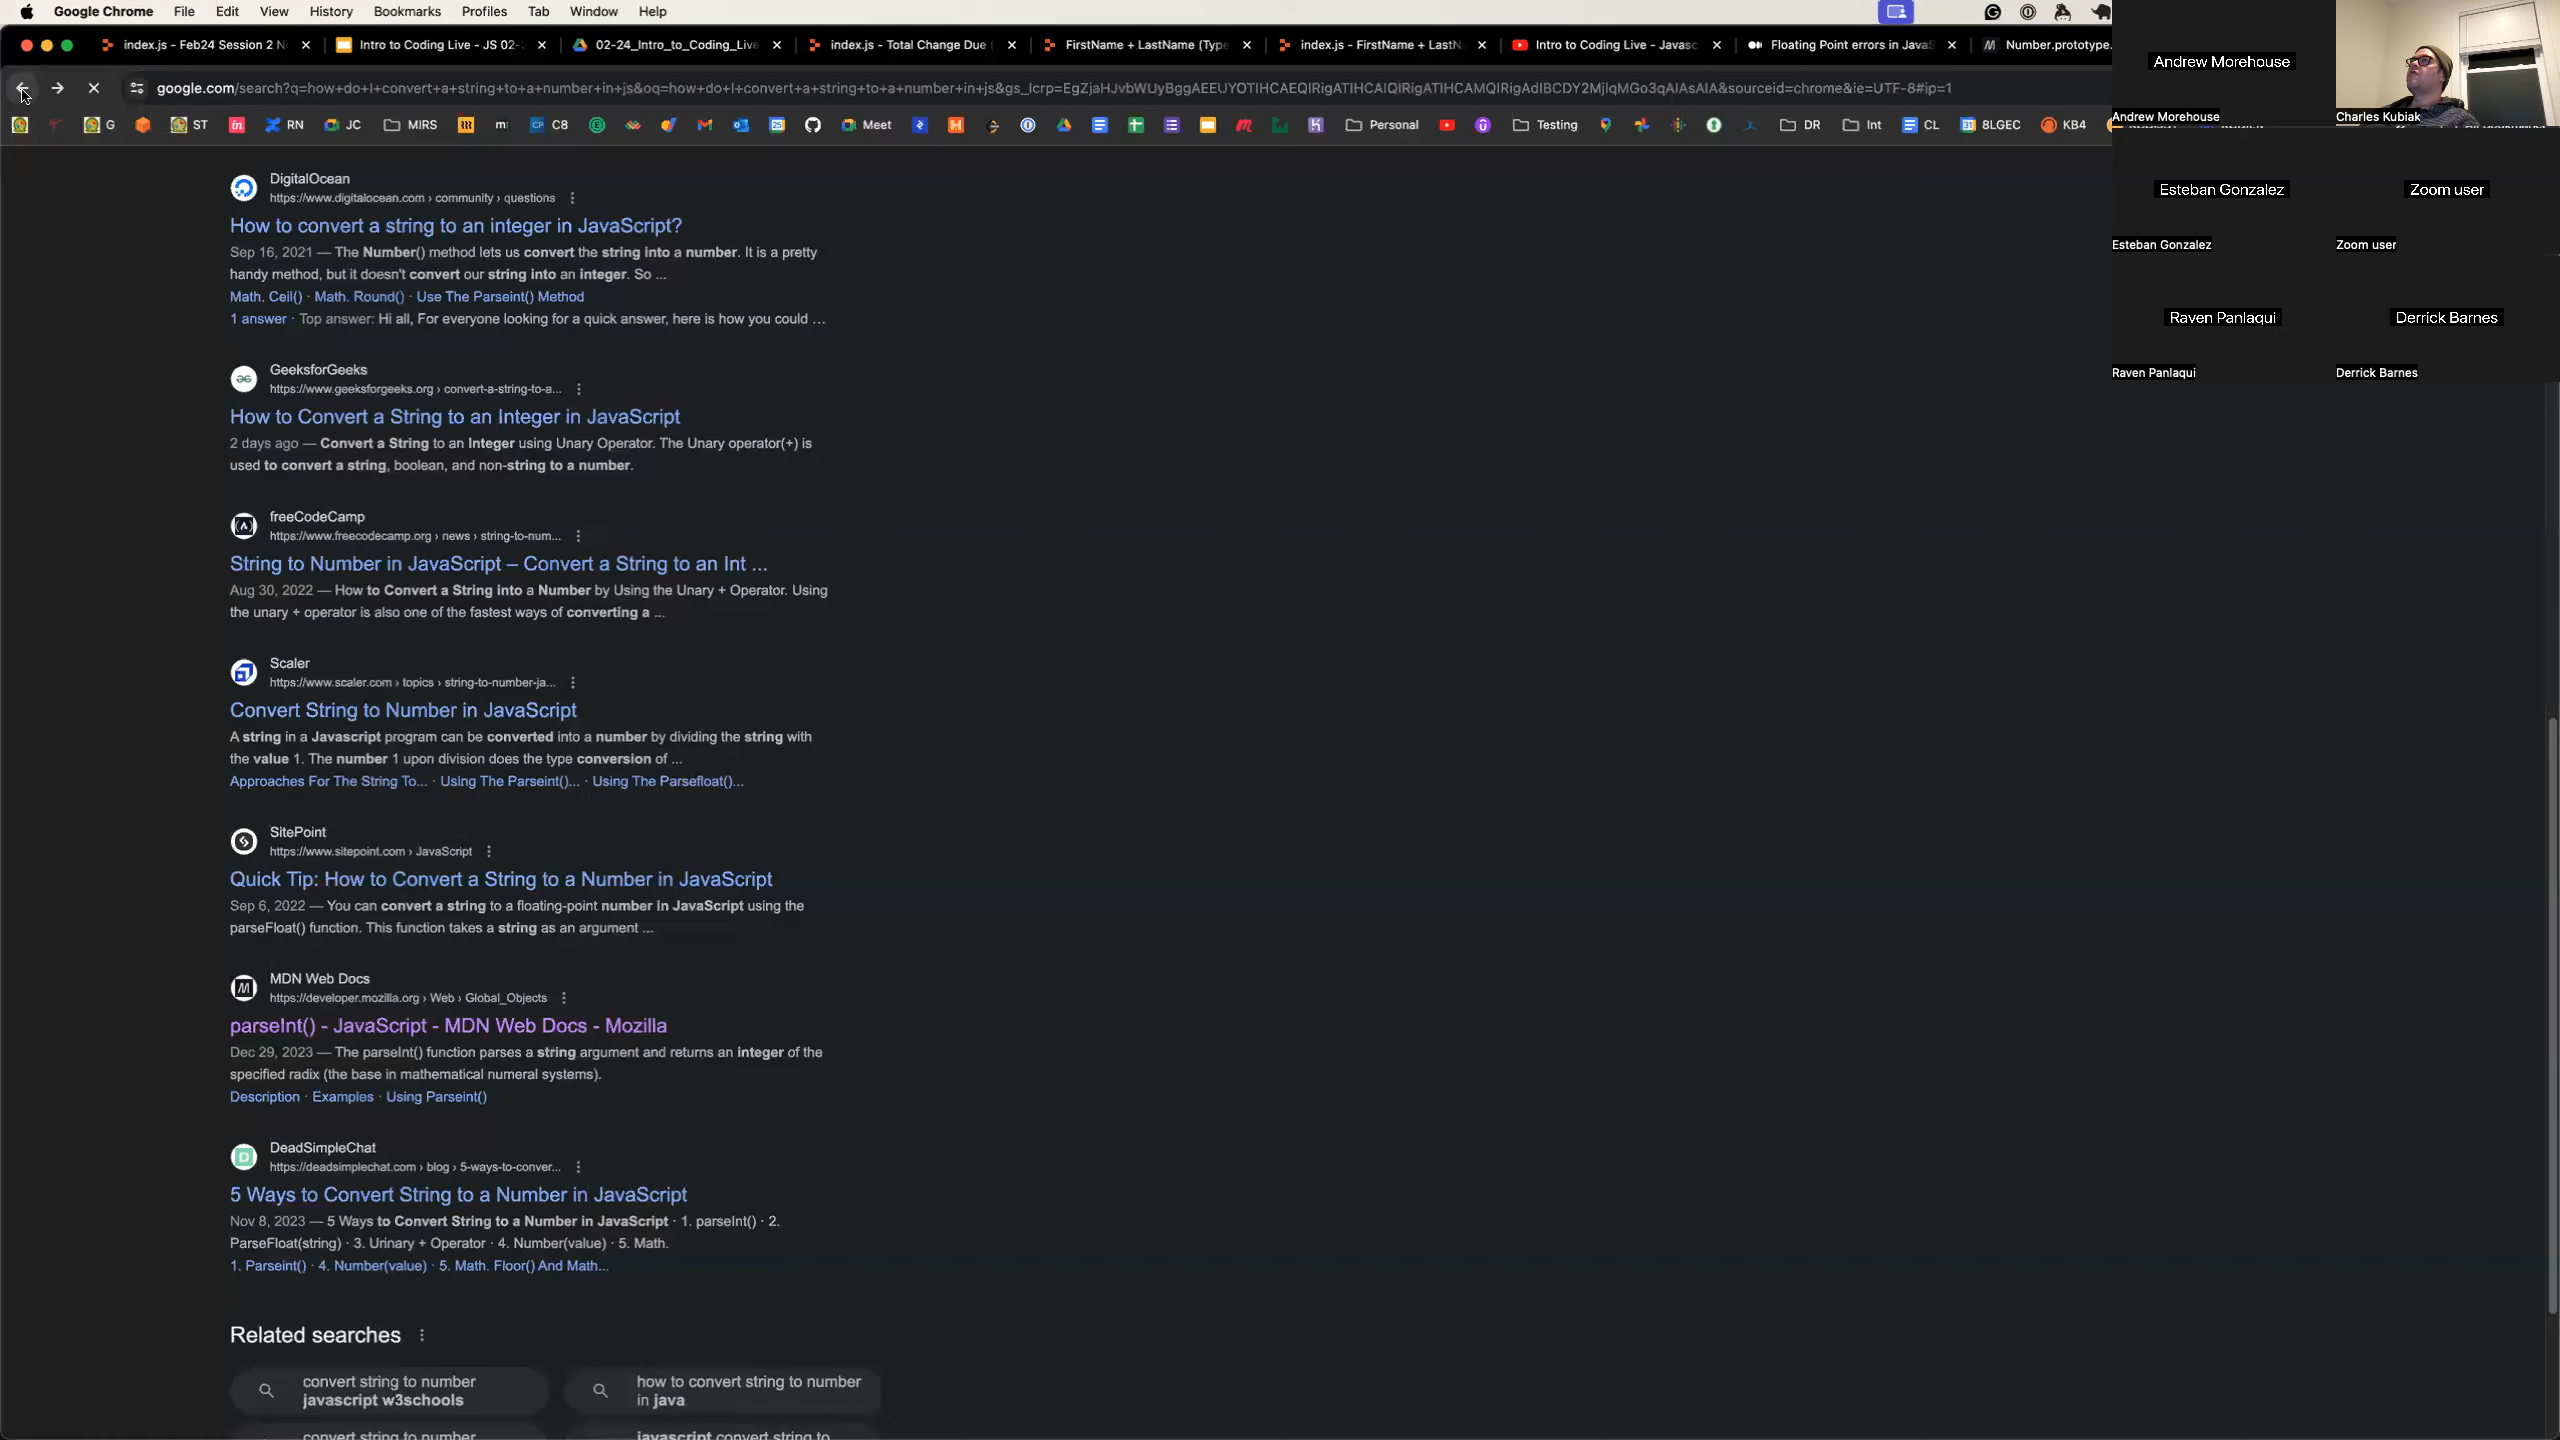 Google Chrome File Edit View History Bookmarks Profiles Tab Window Help
index.js - Feb24 Session 2 N
Intro to Coding Live - JS 02-
02-24_Intro_to_Coding_Live
index.js - Total Change Due
FirstName + LastName (Type
index.js - FirstName + LastN
Intro to Coding Live - Javasc
Floating Point errors in JavaS
Number.prototype.
google.com/search?q=how+do+I+convert+a+string+to+a+number+in+js&oq=how+do+I+convert+a+string+to+a+number+in+js&gs_lcrp=EgZjaHJvbWUyBggAEEUYOTIHCAEQIRigATIHCAIQIRigATIHCAMQIRigAdIBCDY2MjlqMGo3qAIAsAIA&sourceid=chrome&ie=UTF-8#ip=1
G ST RN JC MIRS C8 Meet Personal Testing DR Int CL 8LGEC KB4
Andrew Morehouse
Andrew Morehouse
Charles Kubiak
Esteban Gonzalez
Zoom user
Esteban Gonzalez
Zoom user
Raven Panlaqui
Derrick Barnes
Raven Panlaqui
Derrick Barnes
DigitalOcean
https://www.digitalocean.com › community › questions
How to convert a string to an integer in JavaScript?
Sep 16, 2021 — The Number() method lets us convert the string into a number. It is a pretty
handy method, but it doesn't convert our string into an integer. So ...
Math. Ceil() · Math. Round() · Use The Parseint() Method
1 answer · Top answer: Hi all, For everyone looking for a quick answer, here is how you could …
GeeksforGeeks
https://www.geeksforgeeks.org › convert-a-string-to-a...
How to Convert a String to an Integer in JavaScript
2 days ago — Convert a String to an Integer using Unary Operator. The Unary operator(+) is
used to convert a string, boolean, and non-string to a number.
freeCodeCamp
https://www.freecodecamp.org › news › string-to-num...
String to Number in JavaScript – Convert a String to an Int ...
Aug 30, 2022 — How to Convert a String into a Number by Using the Unary + Operator. Using
the unary + operator is also one of the fastest ways of converting a ...
Scaler
https://www.scaler.com › topics › string-to-number-ja...
Convert String to Number in JavaScript
A string in a Javascript program can be converted into a number by dividing the string with
the value 1. The number 1 upon division does the type conversion of ...
Approaches For The String To... · Using The Parseint()... · Using The Parsefloat()...
SitePoint
https://www.sitepoint.com › JavaScript
Quick Tip: How to Convert a String to a Number in JavaScript
Sep 6, 2022 — You can convert a string to a floating-point number in JavaScript using the
parseFloat() function. This function takes a string as an argument ...
MDN Web Docs
https://developer.mozilla.org › Web › Global_Objects
parseInt() - JavaScript - MDN Web Docs - Mozilla
Dec 29, 2023 — The parseInt() function parses a string argument and returns an integer of the
specified radix (the base in mathematical numeral systems).
Description · Examples · Using Parseint()
DeadSimpleChat
https://deadsimplechat.com › blog › 5-ways-to-conver...
5 Ways to Convert String to a Number in JavaScript
Nov 8, 2023 — 5 Ways to Convert String to a Number in JavaScript · 1. parseInt() · 2.
ParseFloat(string) · 3. Urinary + Operator · 4. Number(value) · 5. Math.
1. Parseint() · 4. Number(value) · 5. Math. Floor() And Math...
Related searches
convert string to number
javascript w3schools
how to convert string to number
in java
convert string to number
javascript convert string to